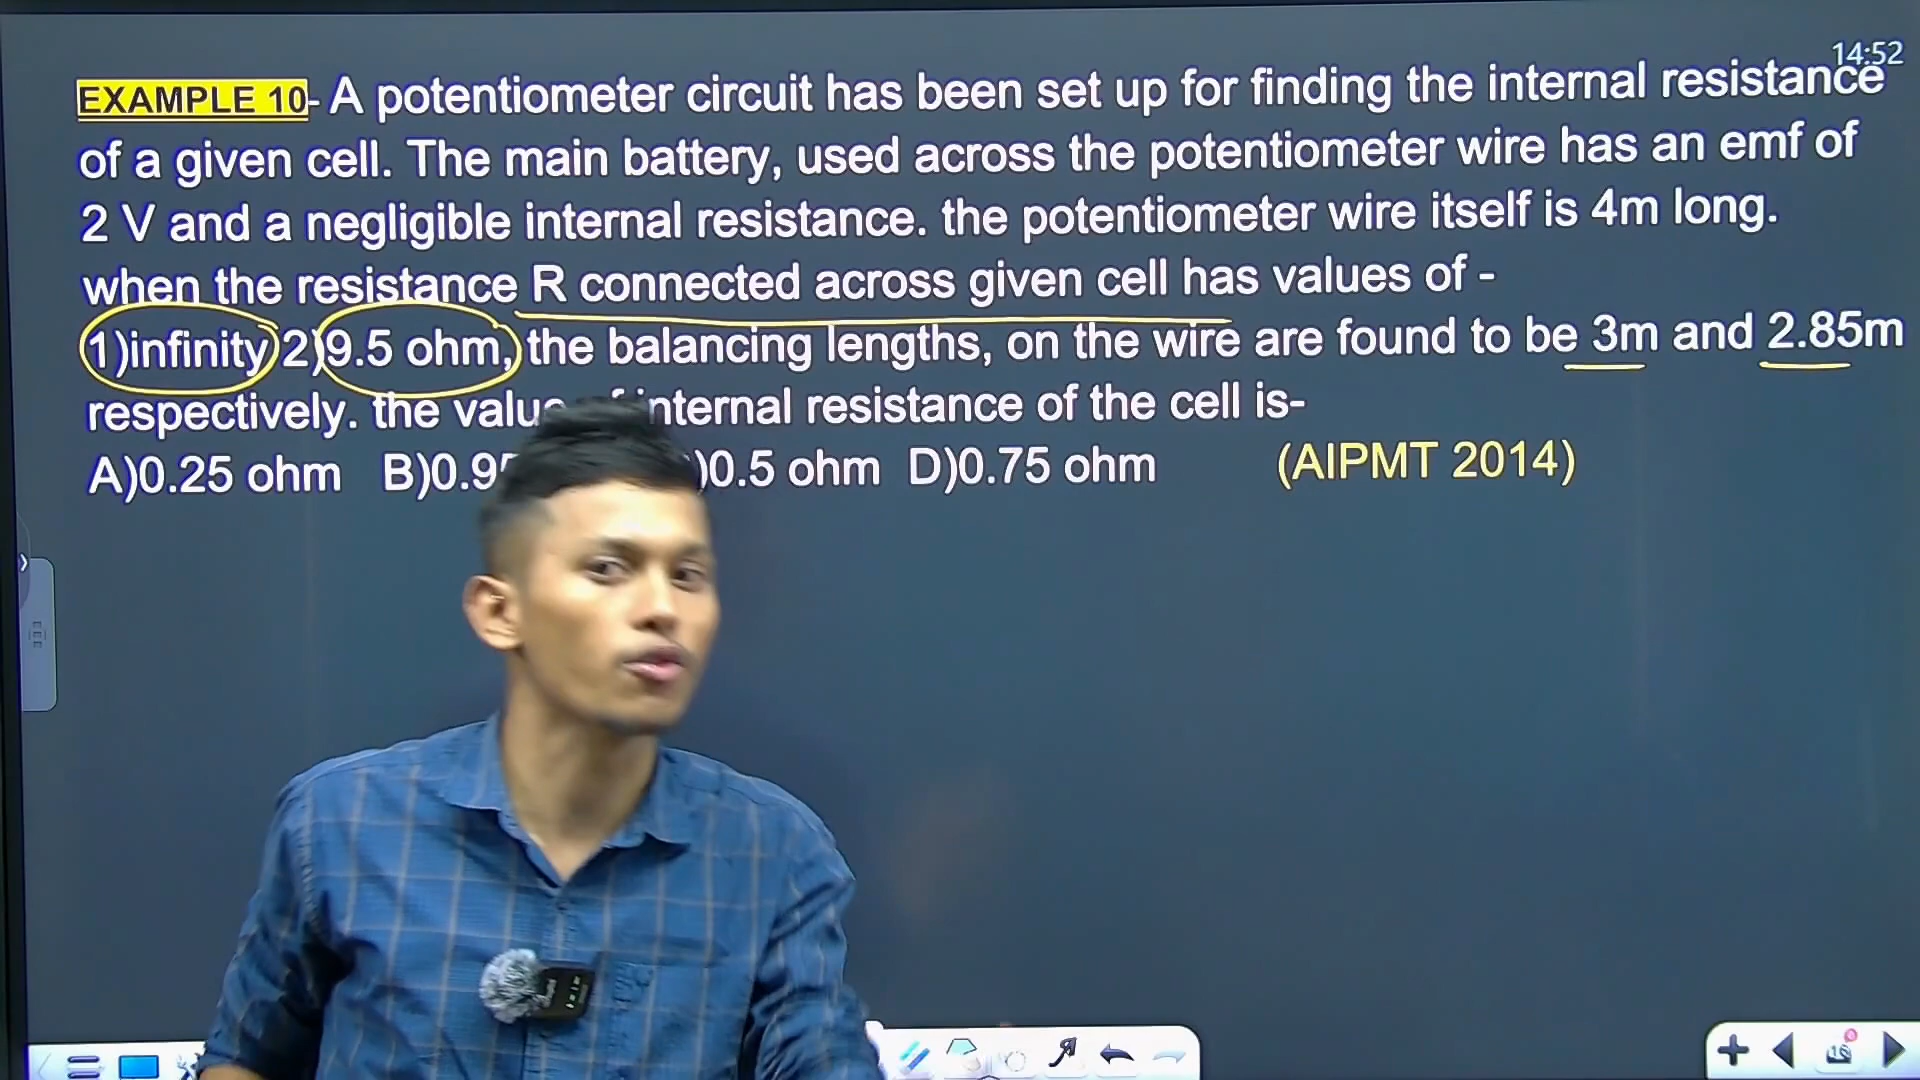 14:52
EXAMPLE 10- A potentiometer circuit has been set up for finding the internal resistance
of a given cell. The main battery, used across the potentiometer wire has an emf of
2 V and a negligible internal resistance. the potentiometer wire itself is 4m long.
when the resistance R connected across given cell has values of -
1)infinity 2)9.5 ohm, the balancing lengths, on the wire are found to be 3m and 2.85m
respectively. the internal resistance of the cell is-
A)0.25 ohm B) )0.5 ohm D)0.75 ohm (AIPMT 2014)